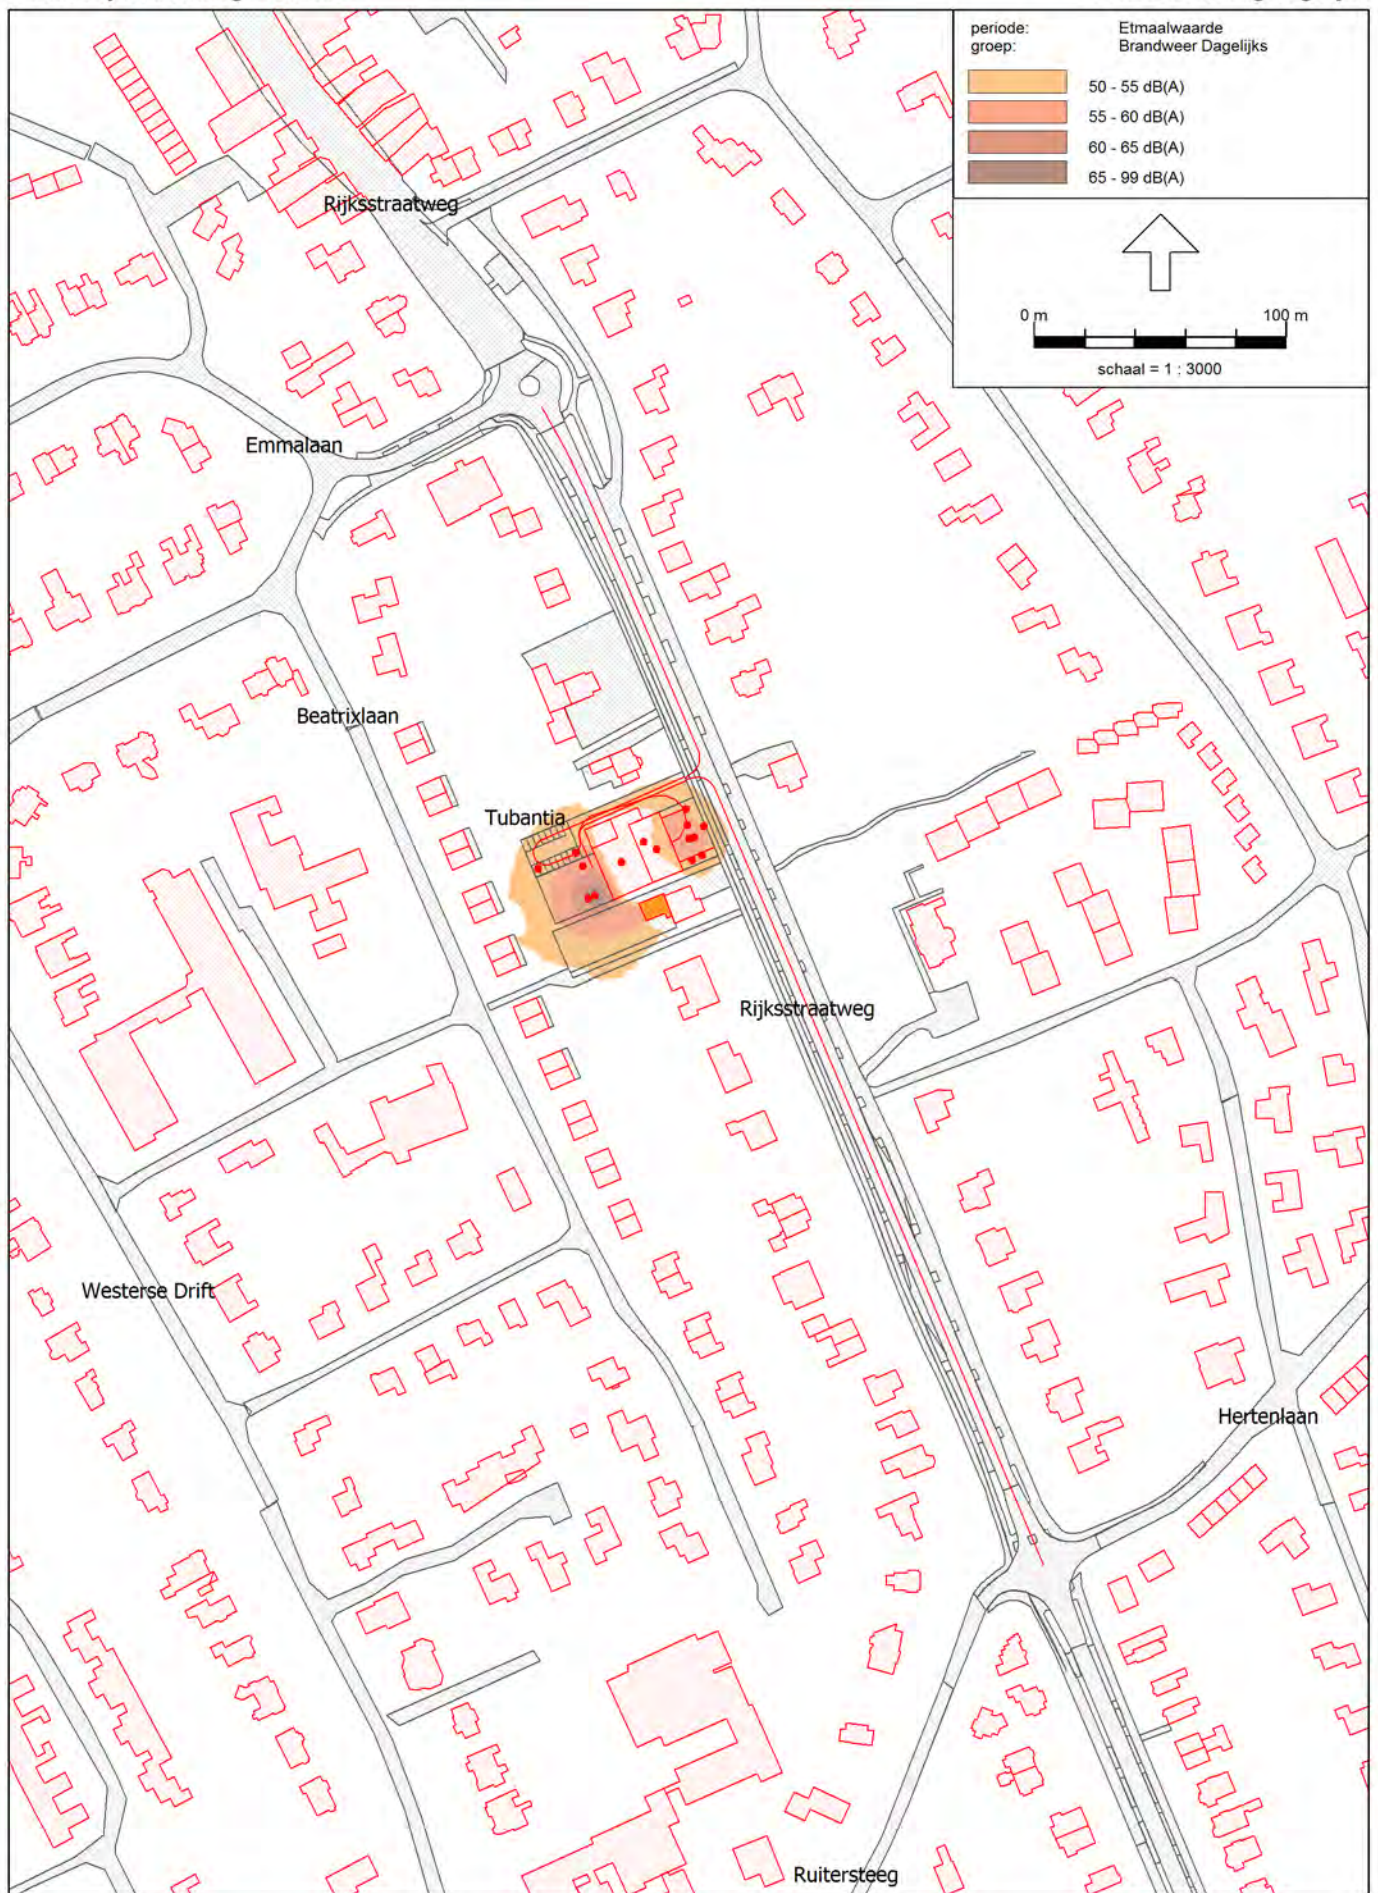 periode: Etmaalwaarde
groep: Brandweer Dagelijks
50 - 55 dB(A)
55 - 60 dB(A)
60 - 65 dB(A)
65 - 99 dB(A)
0 m 100 m
schaal = 1 : 3000
Rijksstraatweg
Emmalaan
Beatrixlaan
Tubantia
Rijksstraatweg
Westerse Drift
Hertenlaan
Ruitersteeg